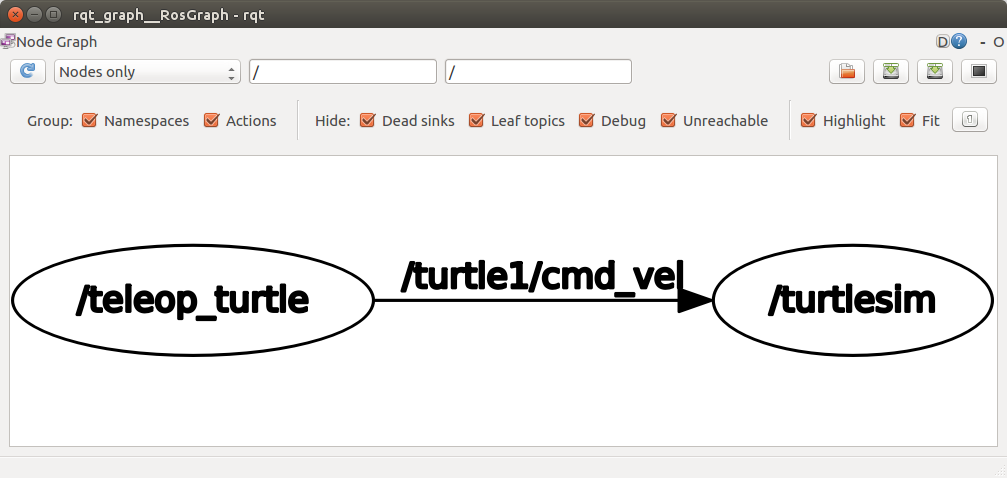 rqt_graph__RosGraph - rqt
Node Graph D ? - O
Nodes only / /
Group: Namespaces Actions Hide: Dead sinks Leaf topics Debug Unreachable Highlight Fit
/teleop_turtle /turtle1/cmd_vel /turtlesim